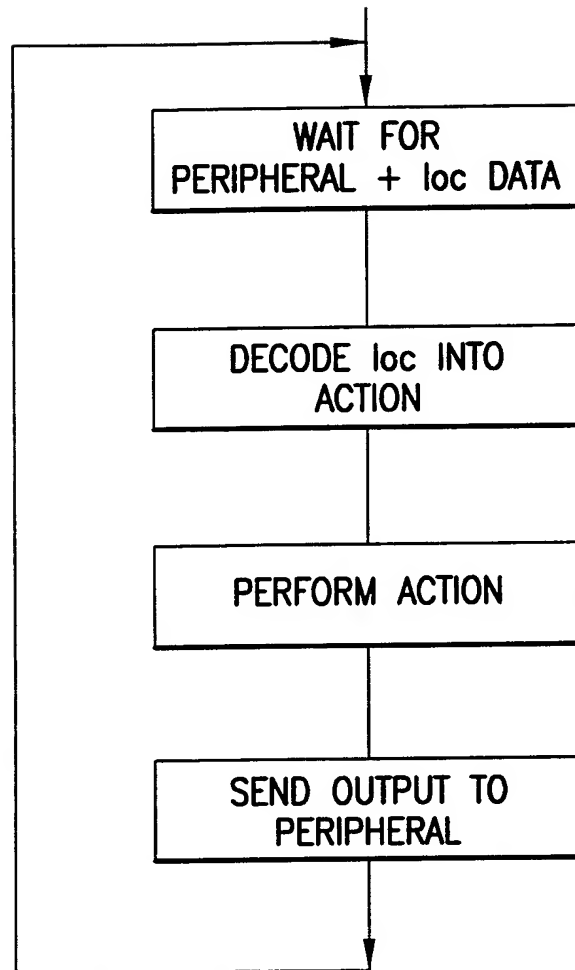 WAIT FOR
PERIPHERAL + loc DATA
DECODE loc INTO
ACTION
PERFORM ACTION
SEND OUTPUT TO
PERIPHERAL